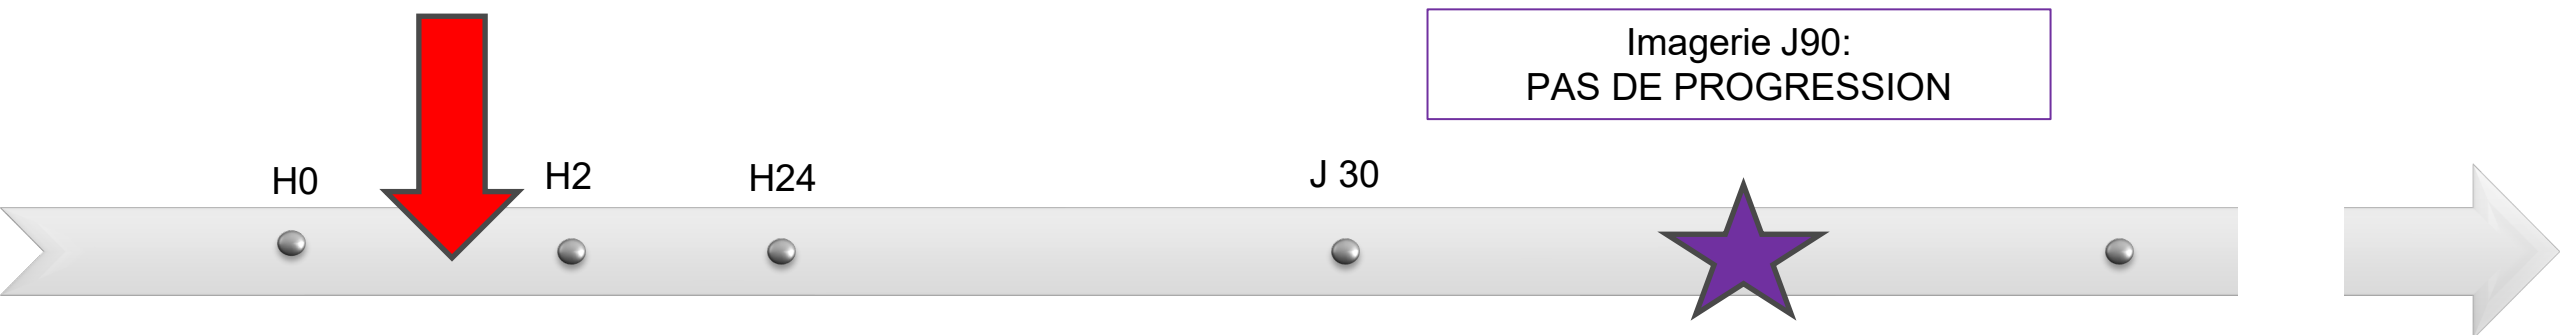 Imagerie J90:
PAS DE PROGRESSION
H0
H2
H24
J 30